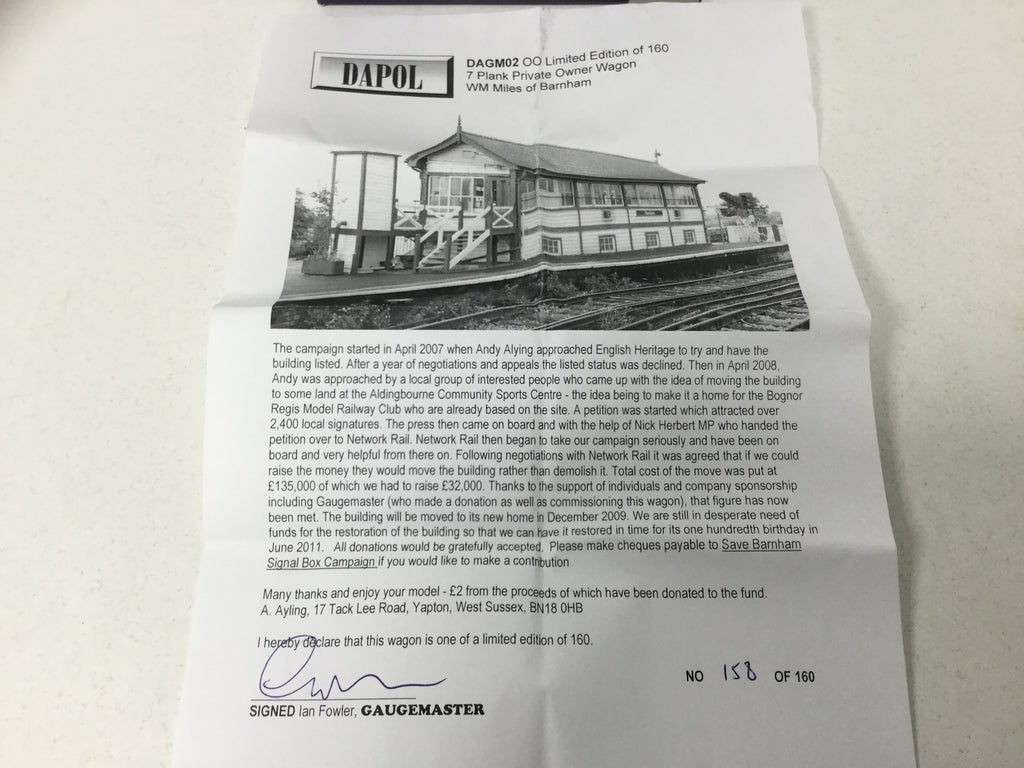 DAPOL
DAGM02 OO Limited Edition of 160
7 Plank Private Owner Wagon
WM Miles of Barnham
The campaign started in April 2007 when Andy Alying approached English Heritage to try and have the
building listed. After a year of negotiations and appeals the listed status was declined. Then in April 2008,
Andy was approached by a local group of interested people who came up with the idea of moving the building
to some land at the Aldingbourne Community Sports Centre - the idea being to make it a home for the Bognor
Regis Model Railway Club who are already based on the site. A petition was started which attracted over
2,400 local signatures. The press then came on board and with the help of Nick Herbert MP who handed the
petition over to Network Rail. Network Rail then began to take our campaign seriously and have been on
board and very helpful from there on. Following negotiations with Network Rail it was agreed that if we could
raise the money they would move the building rather than demolish it. Total cost of the move was put at
£135,000 of which we had to raise £32,000. Thanks to the support of individuals and company sponsorship
including Gaugemaster (who made a donation as well as commissioning this wagon), that figure has now
been met. The building will be moved to its new home in December 2009. We are still in desperate need of
funds for the restoration of the building so that we can have it restored in time for its one hundredth birthday in
June 2011. All donations would be gratefully accepted. Please make cheques payable to Save Barnham
Signal Box Campaign if you would like to make a contribution
Many thanks and enjoy your model - £2 from the proceeds of which have been donated to the fund.
A. Ayling, 17 Tack Lee Road, Yapton, West Sussex, BN18 0HB
I hereby declare that this wagon is one of a limited edition of 160.
NO 158 OF 160
SIGNED Ian Fowler, GAUGEMASTER